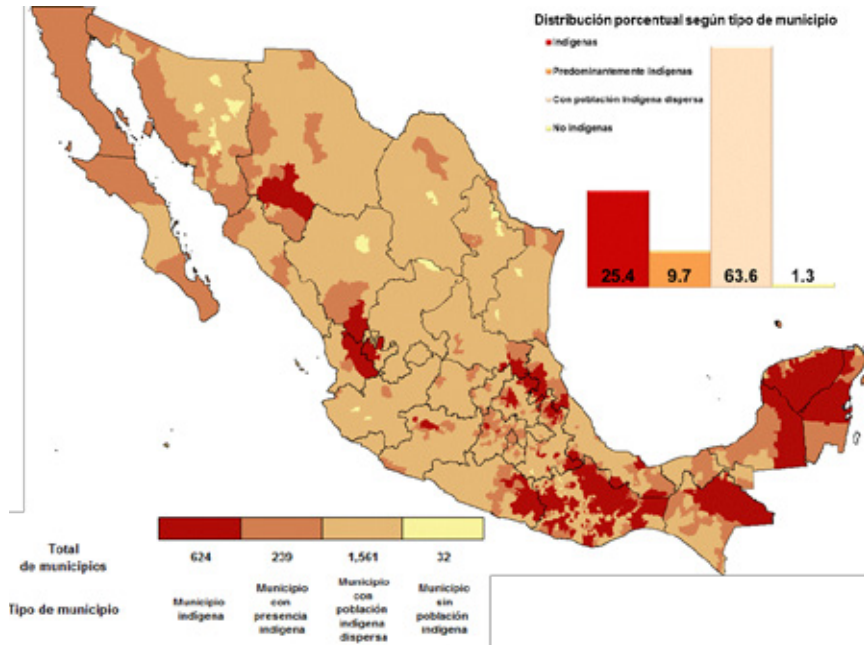 Distribución porcentual según tipo de municipio
Indígenas
Predominantemente indígenas
Con población indígena dispersa
No indígenas
25.4
9.7
63.6
1.3
Total
de municipios
624
239
1,561
32
Tipo de municipio
Municipio
indígena
Municipio
con
presencia
indígena
Municipio
con
población
indígena
dispersa
Municipio
sin
población
indígena